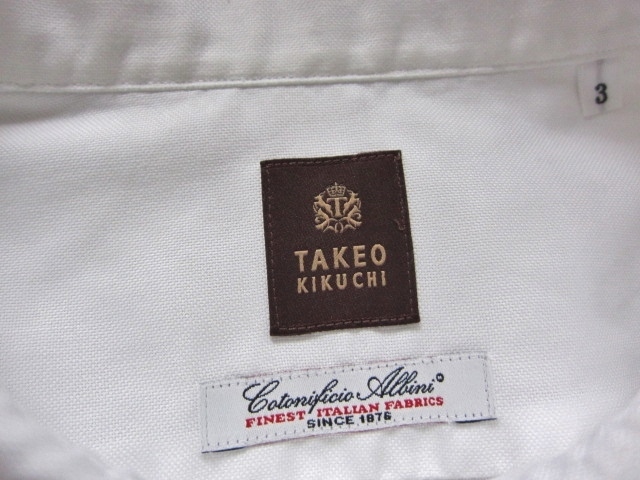 3
T
TAKEO
KIKUCHI
Cotonificio Albini®
FINEST ITALIAN FABRICS
SINCE 1876